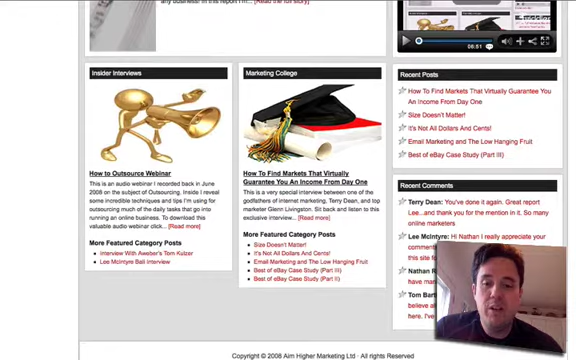 any business! In this report I'm... [Read the full story]
06:51
Insider Interviews
How to Outsource Webinar
This is an audio webinar I recorded back in June
2008 on the subject of Outsourcing. Inside I reveal
some incredible techniques and tips I'm using for
outsourcing much of the daily tasks that go into
running an online business. To download this
valuable audio webinar click... [Read more]
More Featured Category Posts
Interview With Aweber's Tom Kulzer
Lee McIntyre Bali Interview
Marketing College
How To Find Markets That Virtually
Guarantee You An Income From Day One
This is a very special interview between one of the
godfathers of internet marketing, Terry Dean, and top
marketer Glenn Livingston. Sit back and listen to this
exclusive interview... [Read more]
More Featured Category Posts
Size Doesn't Matter!
It's Not All Dollars And Cents!
Email Marketing and The Low Hanging Fruit
Best of eBay Case Study (Part III)
Best of eBay Case Study (Part II)
Recent Posts
How To Find Markets That Virtually Guarantee You
An Income From Day One
Size Doesn't Matter!
It's Not All Dollars And Cents!
Email Marketing and The Low Hanging Fruit
Best of eBay Case Study (Part III)
Recent Comments
Terry Dean: You've done it again. Great report
Lee...and thank you for the mention in it. So many
online marketers
Lee McIntyre: Hi Nathan I really appreciate your
this site
Nathan
have
Tom
here. I've
Copyright © 2008 Aim Higher Marketing Ltd · All rights Reserved